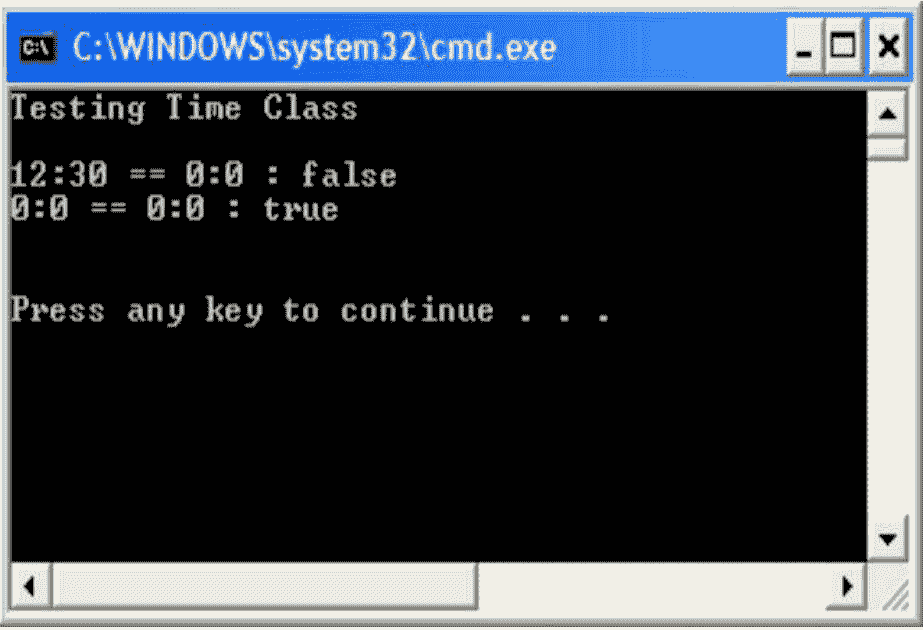 C:\WINDOWS\system32\cmd.exe
Testing Time Class
12:30 == 0:0 : false
0:0 == 0:0 : true
Press any key to continue . . .